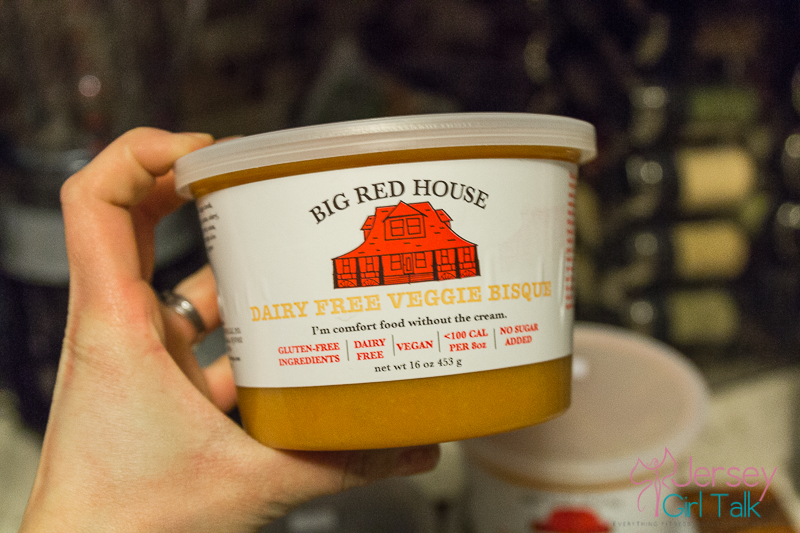 BIG RED HOUSE
DAIRY FREE VEGGIE BISQUE
I'm comfort food without the cream.
GLUTEN-FREE INGREDIENTS | DAIRY FREE | VEGAN | <100 CAL PER 8oz | NO SUGAR ADDED
net wt 16 oz 453 g
Jersey
Girl Talk